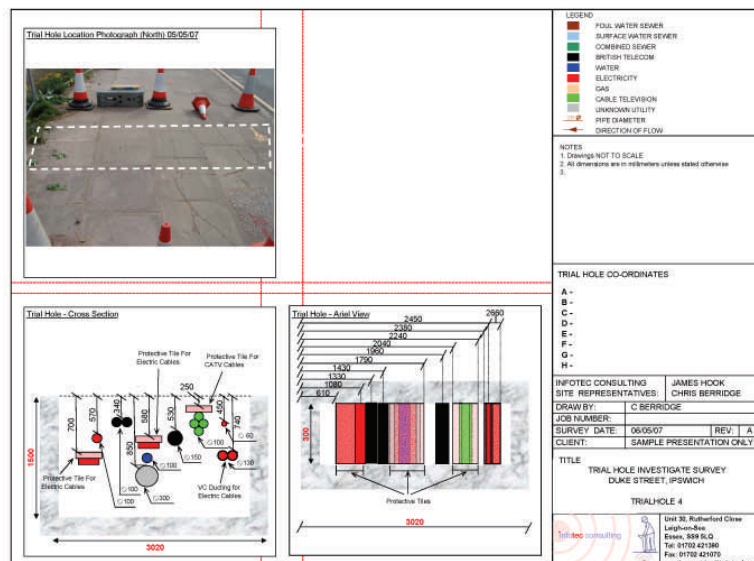 Trial Hole Location Photograph (North) 05/05/07
LEGEND
FOUL WATER SEWER
SURFACE WATER SEWER
COMBINED SEWER
BRITISH TELECOM
WATER
ELECTRICITY
GAS
CABLE TELEVISION
UNKNOWN UTILITY
PIPE DIAMETER
DIRECTION OF FLOW
NOTES
1. Drawings NOT TO SCALE
2. All dimensions are in millimeters unless stated otherwise
3.
TRIAL HOLE CO-ORDINATES
A -
B -
C -
D -
E -
F -
G -
H -
INFOTEC CONSULTING
SITE REPRESENTATIVES:
JAMES HOOK
CHRIS BERRIDGE
DRAW BY: C BERRIDGE
JOB NUMBER:
SURVEY DATE: 06/05/07 REV: A
CLIENT: SAMPLE PRESENTATION ONLY
TITLE
TRIAL HOLE INVESTIGATE SURVEY
DUKE STREET, IPSWICH
TRIALHOLE 4
infotec consulting
Unit 30, Rutherford Close
Leigh-on-Sea
Essex, SS9 5LQ
Tel: 01702 421390
Fax: 01702 421070
Trial Hole - Cross Section
Protective Tile For
Electric Cables
Protective Tile For
CATV Cables
250
700
570
340
580
850
530
450
740
∅ 60
∅100
∅150
∅100
∅130
∅100
∅300
∅100
Protective Tile For
Electric Cables
VC Ducting for
Electric Cables
1500
3020
Trial Hole - Ariel View
2660
2450
2380
2240
2040
1960
1790
1430
1330
1080
610
300
Protective Tiles
3020